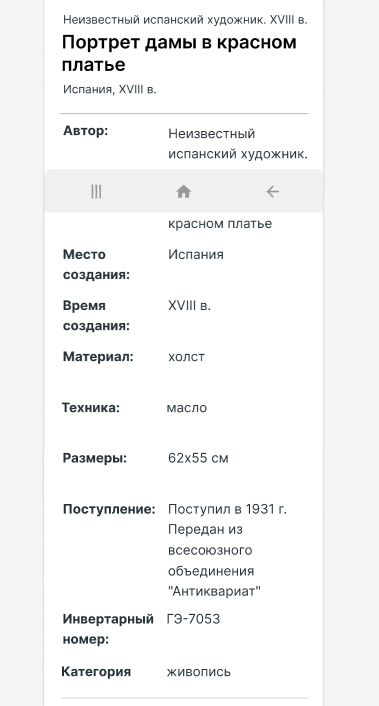 Неизвестный испанский художник. XVIII в.
Портрет дамы в красном
платье
Испания, XVIII в.
Автор:
Неизвестный
испанский художник.
красном платье
Место
создания:
Испания
Время
создания:
XVIII в.
Материал:
холст
Техника:
масло
Размеры:
62x55 см
Поступление:
Поступил в 1931 г.
Передан из
всесоюзного
объединения
"Антиквариат"
Инвертарный
номер:
ГЭ-7053
Категория
живопись